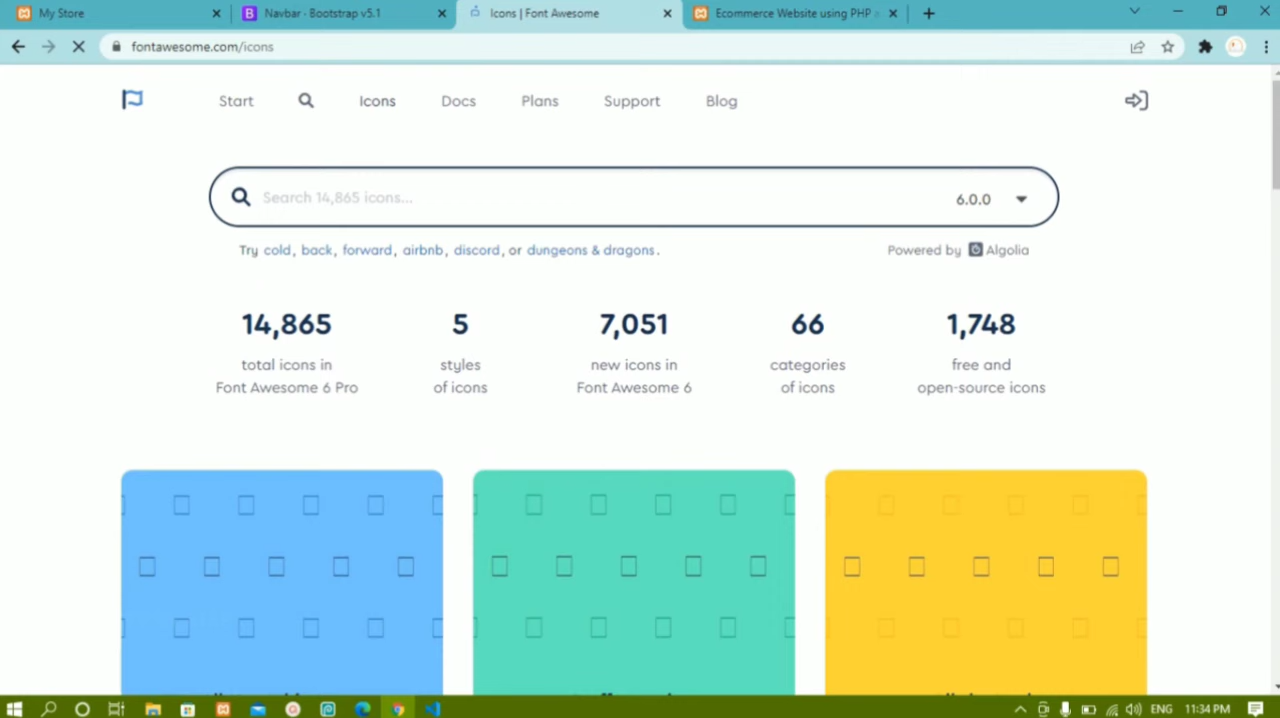 My Store
Navbar · Bootstrap v5.1
Icons | Font Awesome
Ecommerce Website using PHP
fontawesome.com/icons
Start
Icons
Docs
Plans
Support
Blog
Search 14,865 icons...
6.0.0
Try cold, back, forward, airbnb, discord, or dungeons & dragons.
Powered by Algolia
14,865
total icons in
Font Awesome 6 Pro
5
styles
of icons
7,051
new icons in
Font Awesome 6
66
categories
of icons
1,748
free and
open-source icons
ENG
11:34 PM